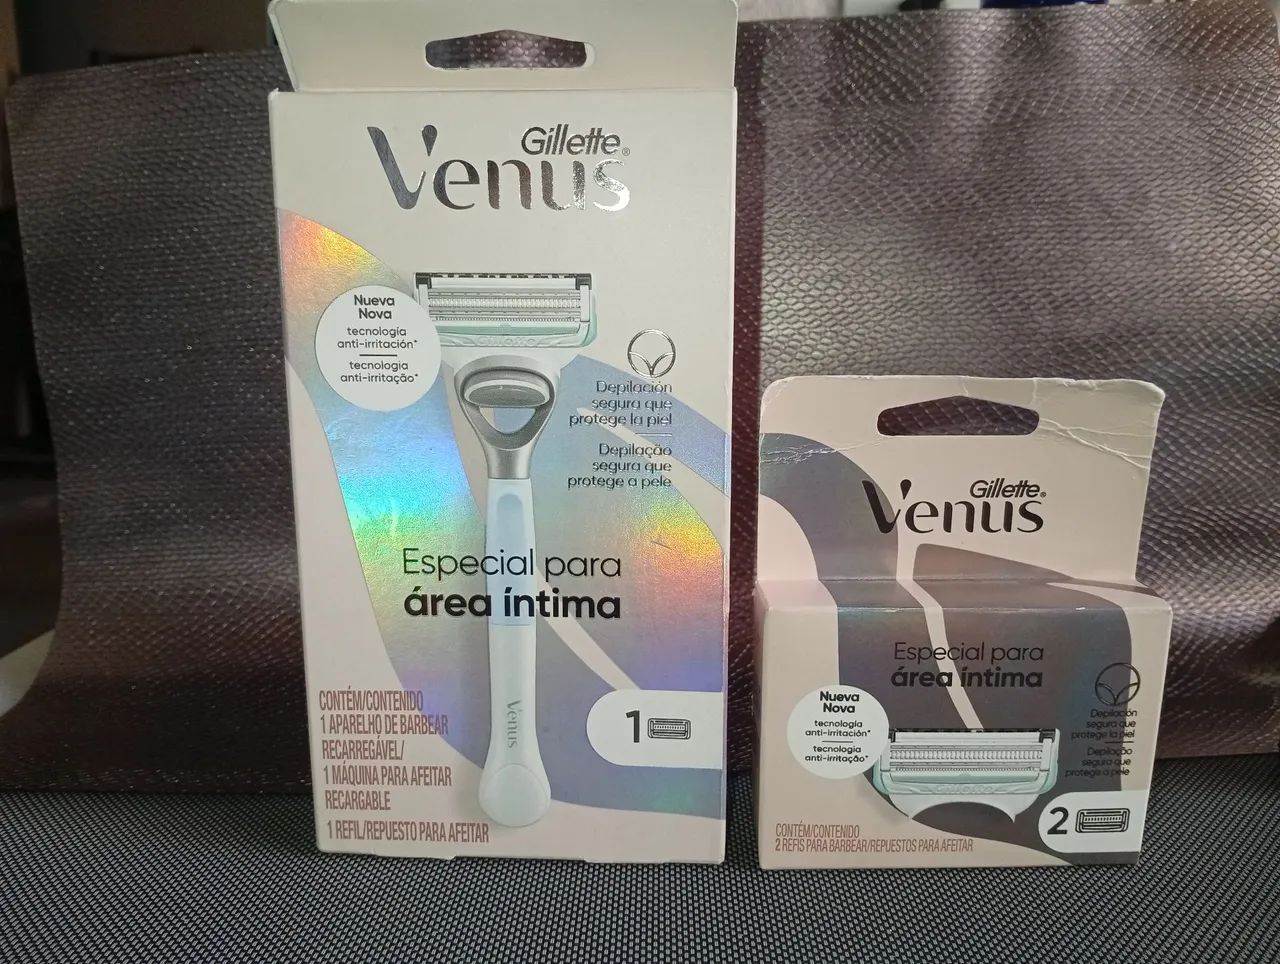 Gillette®
Venus
Nueva
Nova
tecnología
anti-irritación*
tecnologia
anti-irritação*
Gillette
Depilación
segura que
protege la piel
Depilação
segura que
protege a pele
Especial para
área íntima
Venus
CONTÉM/CONTENIDO
1 APARELHO DE BARBEAR
RECARREGÁVEL/
1 MÁQUINA PARA AFEITAR
RECARGABLE
1 REFIL/REPUESTO PARA AFEITAR
1
Gillette®
Venus
Especial para
área íntima
Nueva
Nova
tecnología
anti-irritación*
tecnologia
anti-irritação*
Depilación
segura que
protege la piel
Depilação
segura que
protege a pele
Gillette
CONTÉM/CONTENIDO
2 REFIS PARA BARBEAR/REPUESTOS PARA AFEITAR
2